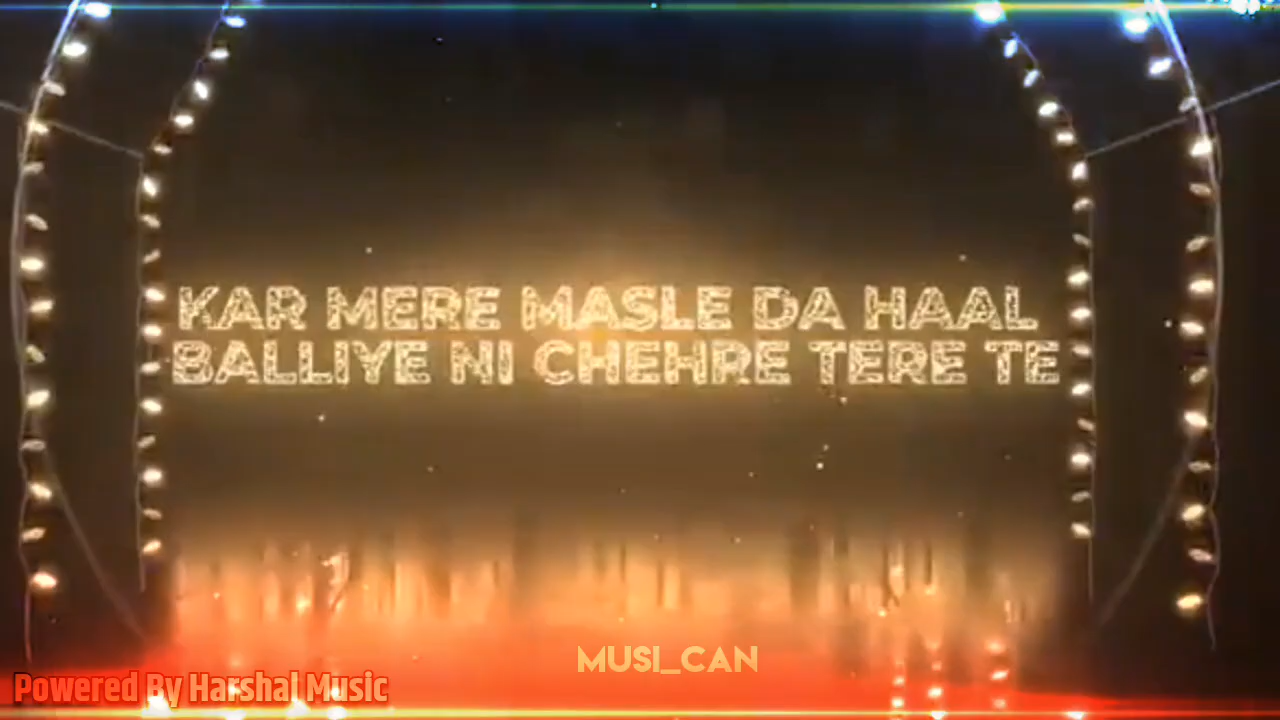 KAR MERE MASLE DA HAAL
BALLIYE NI CHEHRE TERE TE
MUSI_CAN
Powered By Harshal Music